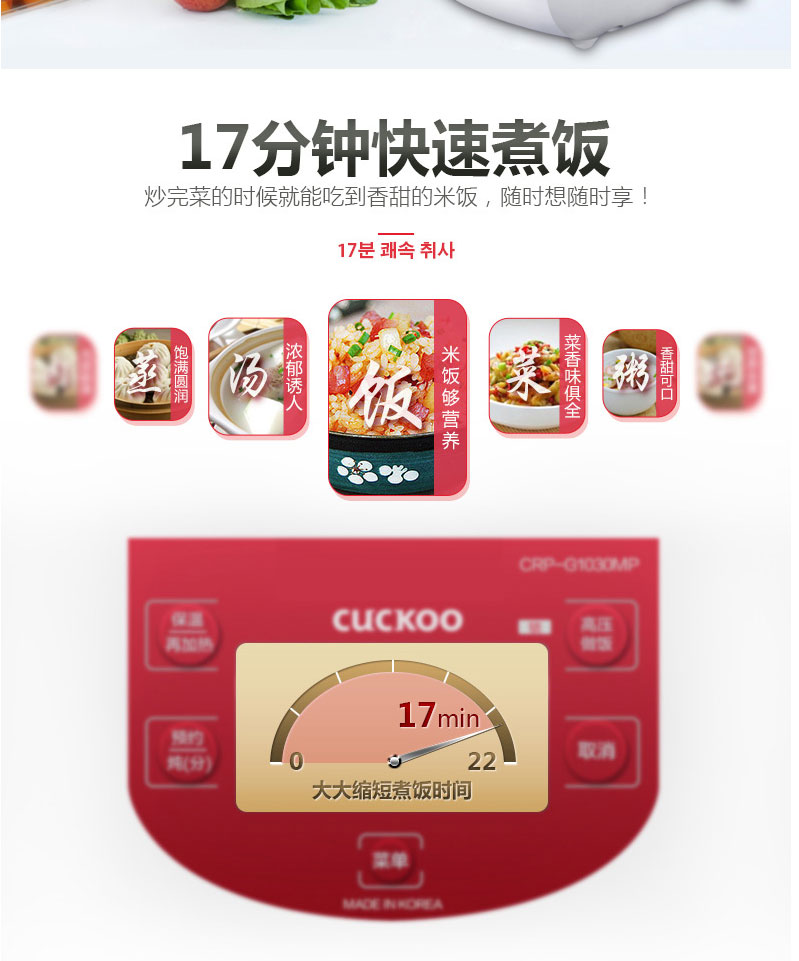 17分钟快速煮饭
炒完菜的时候就能吃到香甜的米饭，随时想随时享！
17분 쾌속 취사
蒸
饱满圆润
汤
浓郁诱人
饭
米饭够营养
菜
菜香味俱全
粥
香甜可口
CRP-G1030MP
CUCKOO
保温
再加热
高压
做饭
17min
0
22
大大缩短煮饭时间
预约
炖(分)
取消
菜单
MADE IN KOREA